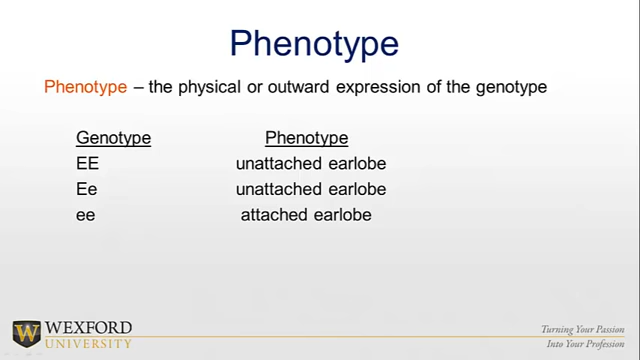 Phenotype
Phenotype – the physical or outward expression of the genotype
Genotype Phenotype
EE unattached earlobe
Ee unattached earlobe
ee attached earlobe
W WEXFORD
UNIVERSITY
Turning Your Passion
Into Your Profession